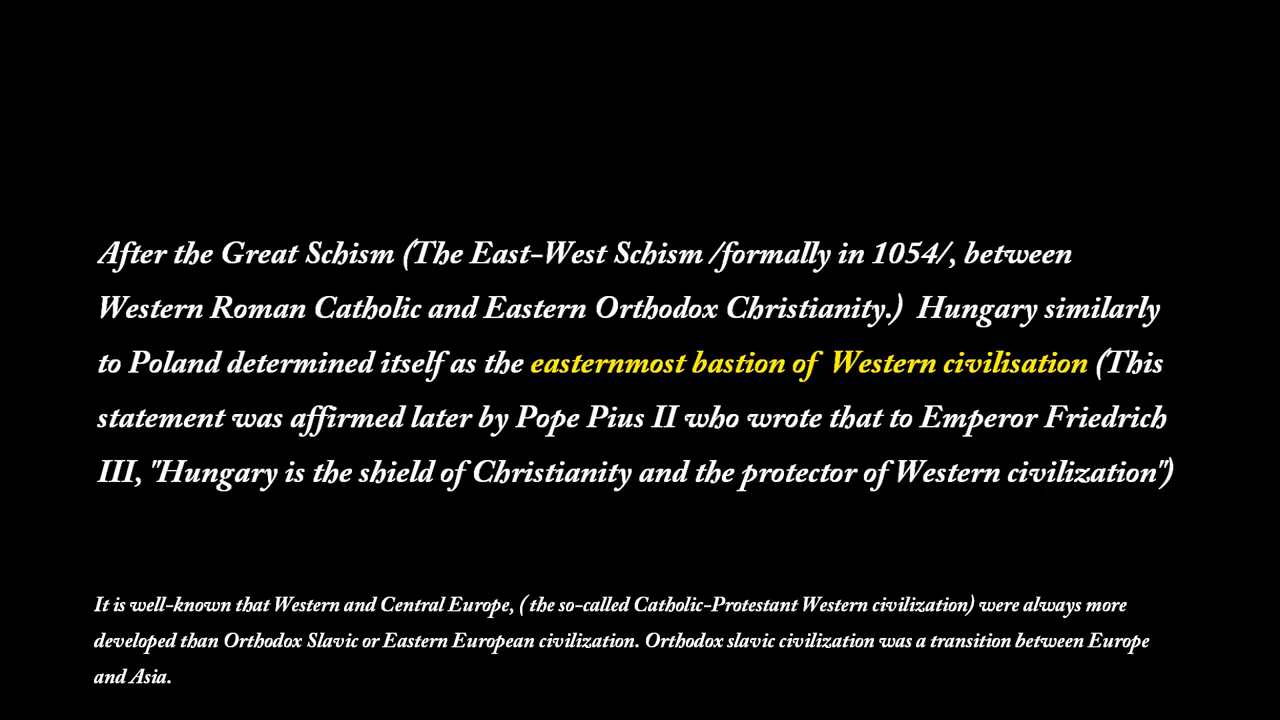 After the Great Schism (The East-West Schism /formally in 1054/, between
Western Roman Catholic and Eastern Orthodox Christianity.) Hungary similarly
to Poland determined itself as the easternmost bastion of Western civilisation (This
statement was affirmed later by Pope Pius II who wrote that to Emperor Friedrich
III, "Hungary is the shield of Christianity and the protector of Western civilization")
It is well-known that Western and Central Europe, ( the so-called Catholic-Protestant Western civilization) were always more
developed than Orthodox Slavic or Eastern European civilization. Orthodox slavic civilization was a transition between Europe
and Asia.